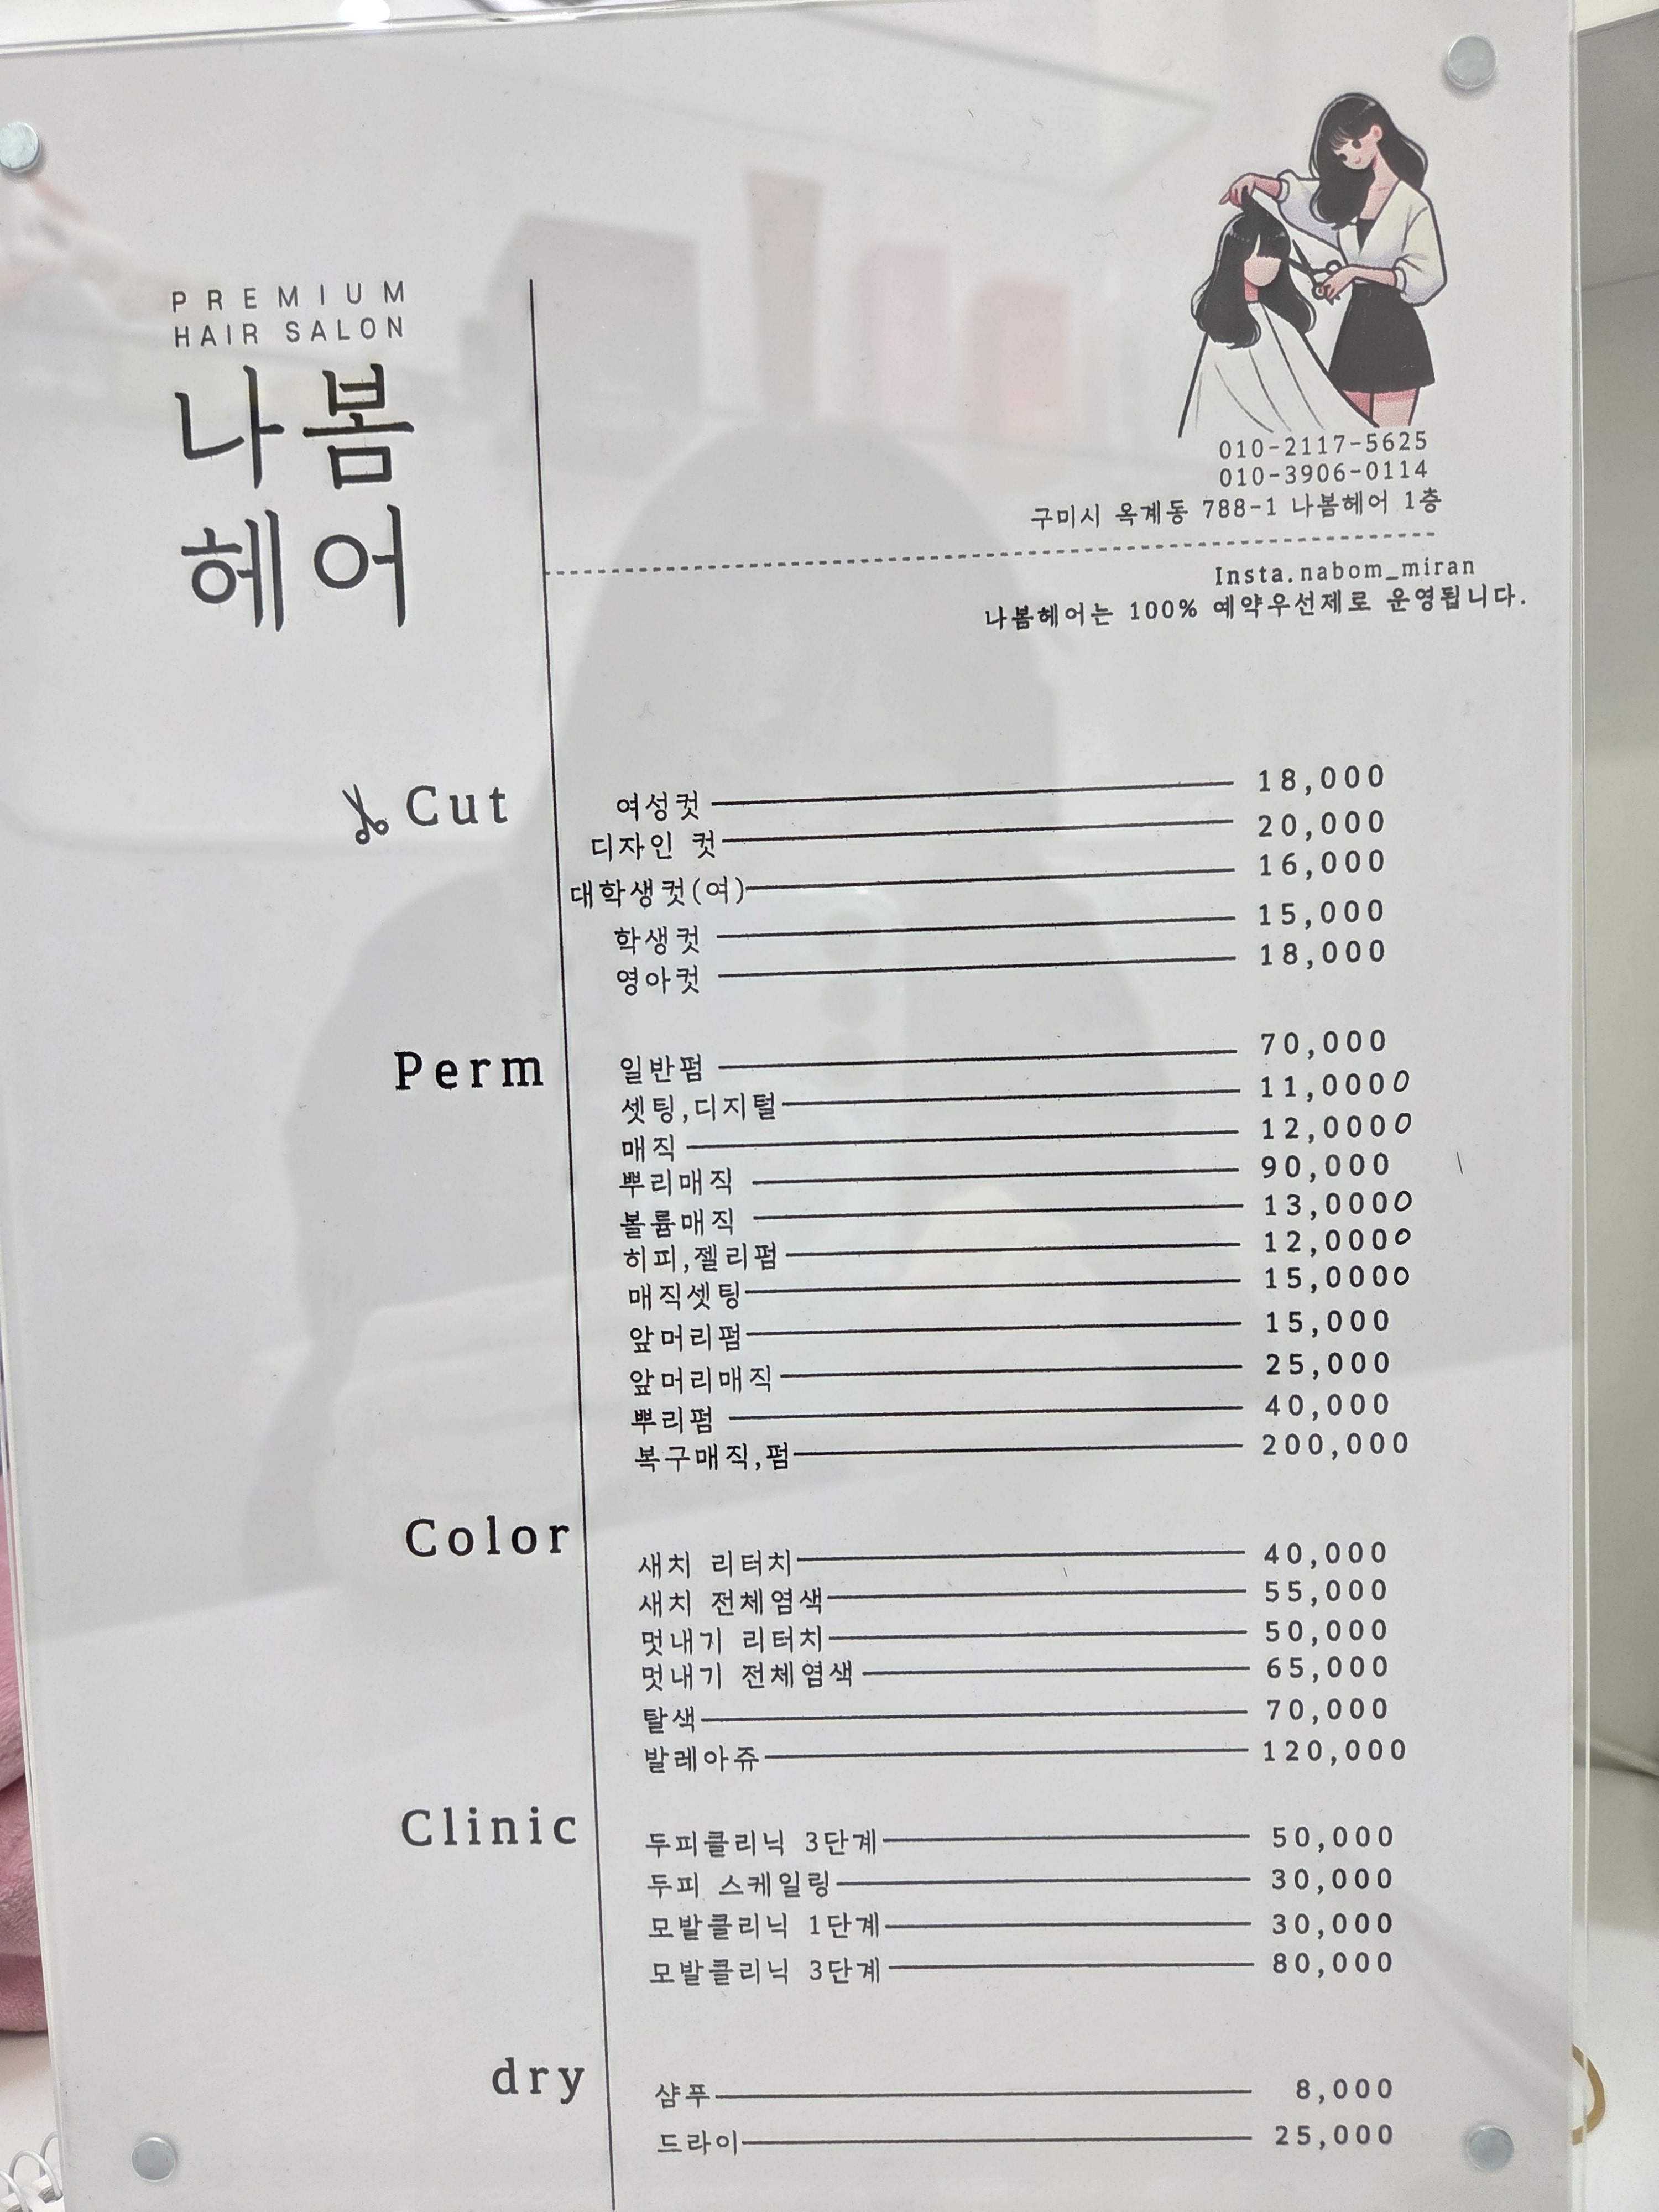 PREMIUM
HAIR SALON
나봄
헤어
010-2117-5625
010-3906-0114
구미시 옥계동 788-1 나봄헤어 1층
Insta.nabom_miran
나봄헤어는 100% 예약우선제로 운영됩니다.
Cut
여성컷 18,000
디자인 컷 20,000
대학생컷(여) 16,000
학생컷 15,000
영아컷 18,000
Perm
일반펌 70,000
셋팅,디지털 11,0000
매직 12,0000
뿌리매직 90,000
볼륨매직 13,0000
히피,젤리펌 12,0000
매직셋팅 15,0000
앞머리펌 15,000
앞머리매직 25,000
뿌리펌 40,000
복구매직,펌 200,000
Color
새치 리터치 40,000
새치 전체염색 55,000
멋내기 리터치 50,000
멋내기 전체염색 65,000
탈색 70,000
발레아쥬 120,000
Clinic
두피클리닉 3단계 50,000
두피 스케일링 30,000
모발클리닉 1단계 30,000
모발클리닉 3단계 80,000
dry
샴푸 8,000
드라이 25,000